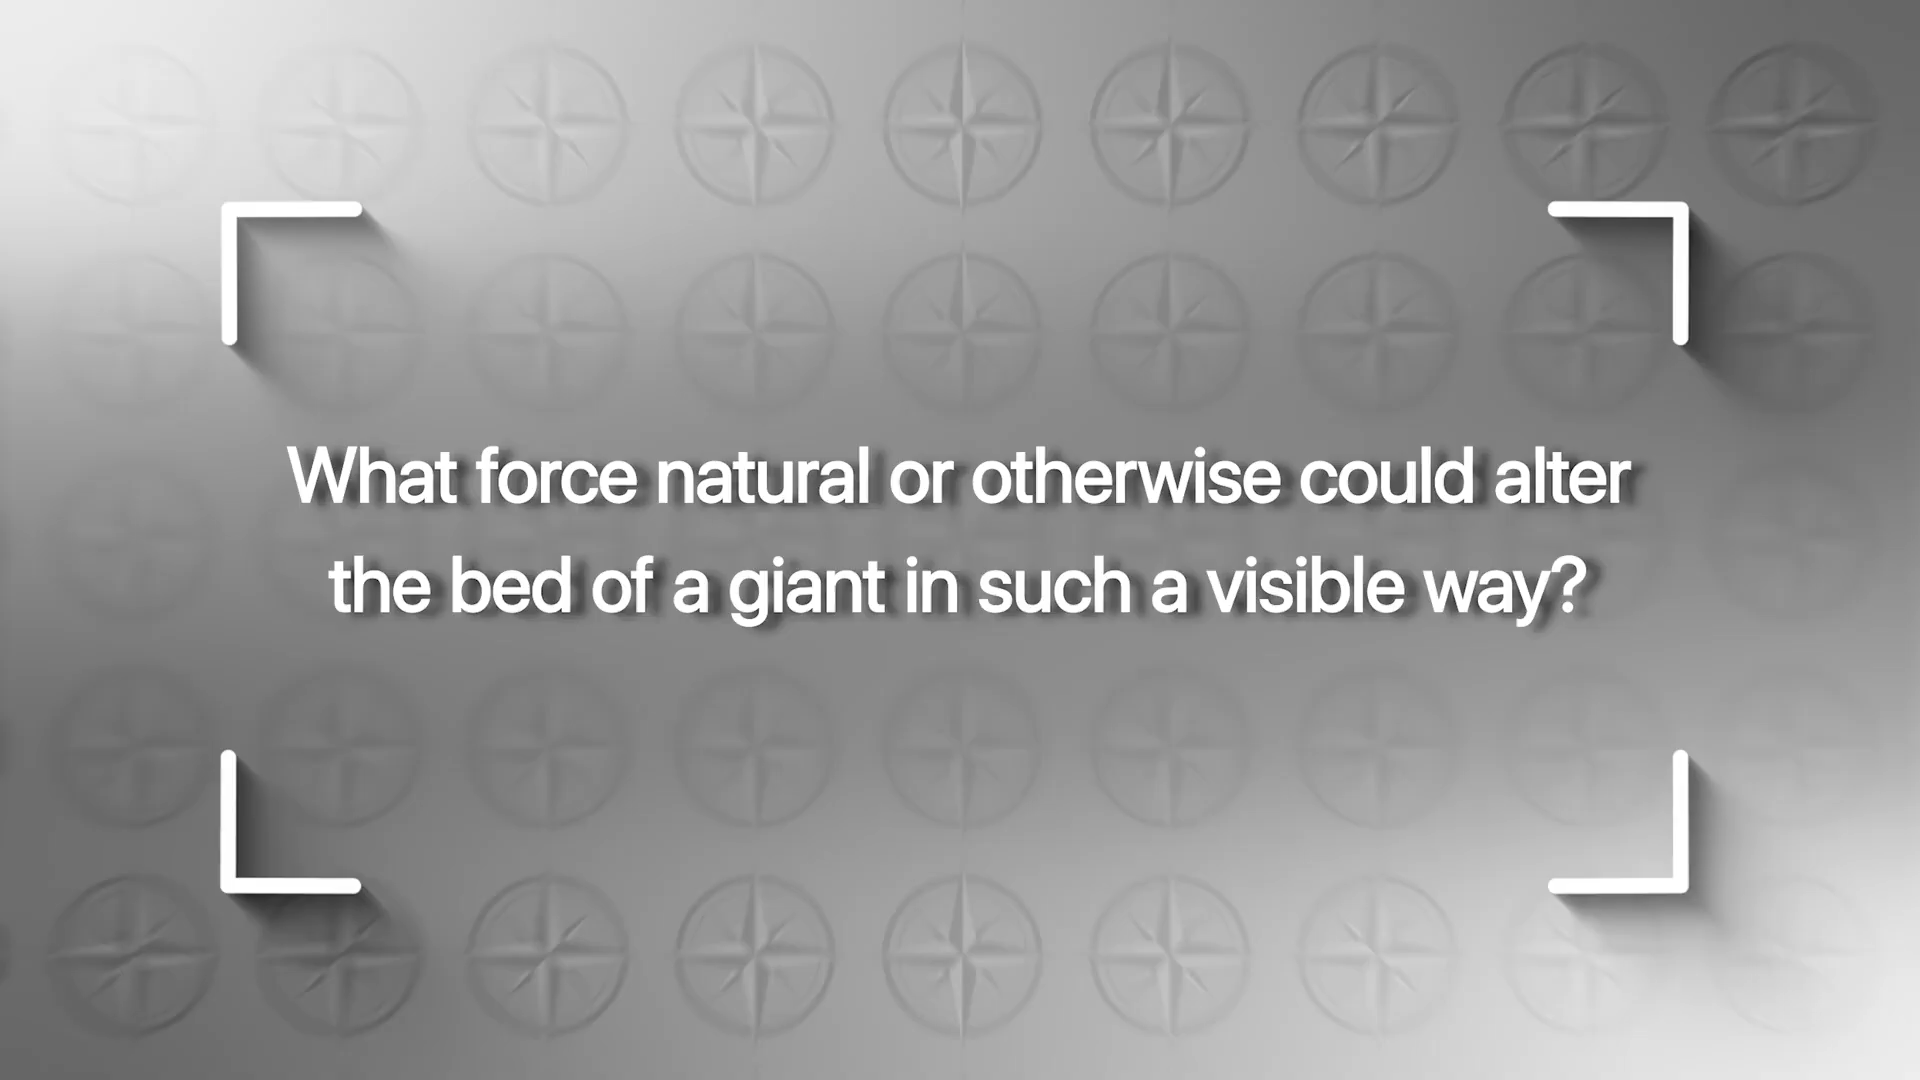 What force natural or otherwise could alter
the bed of a giant in such a visible way?